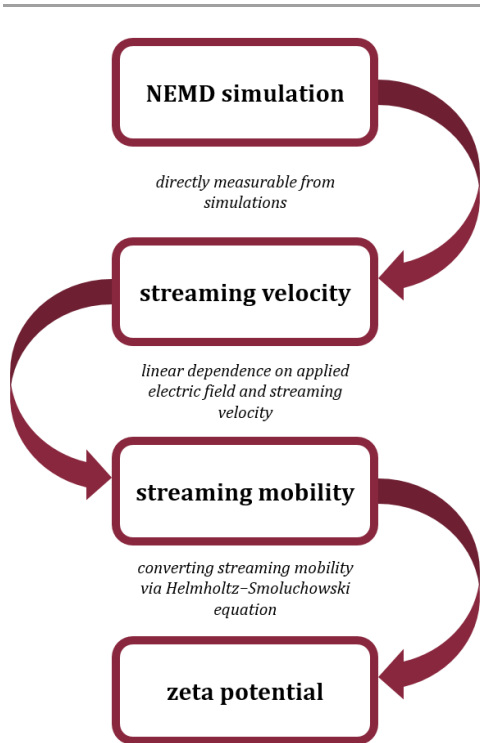 NEMD simulation
directly measurable from
simulations
streaming velocity
linear dependence on applied
electric field and streaming
velocity
streaming mobility
converting streaming mobility
via Helmholtz–Smoluchowski
equation
zeta potential